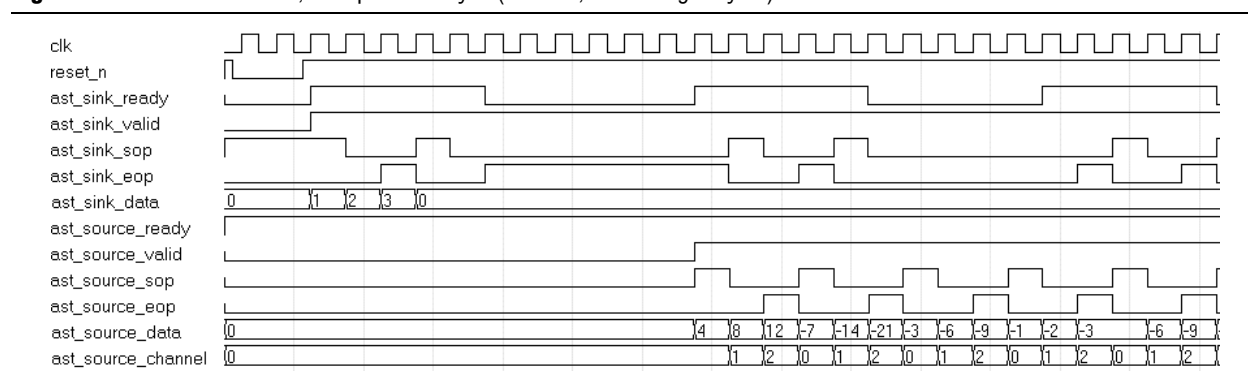 clk
reset_n
ast_sink_ready
ast_sink_valid
ast_sink_sop
ast_sink_eop
ast_sink_data 0 1 2 3 0
ast_source_ready
ast_source_valid
ast_source_sop
ast_source_eop
ast_source_data 0 4 8 12 -7 -14 -21 -3 -6 -9 -1 -2 -3 -6 -9
ast_source_channel 0 1 2 0 1 2 0 1 2 0 1 2 0 1 2